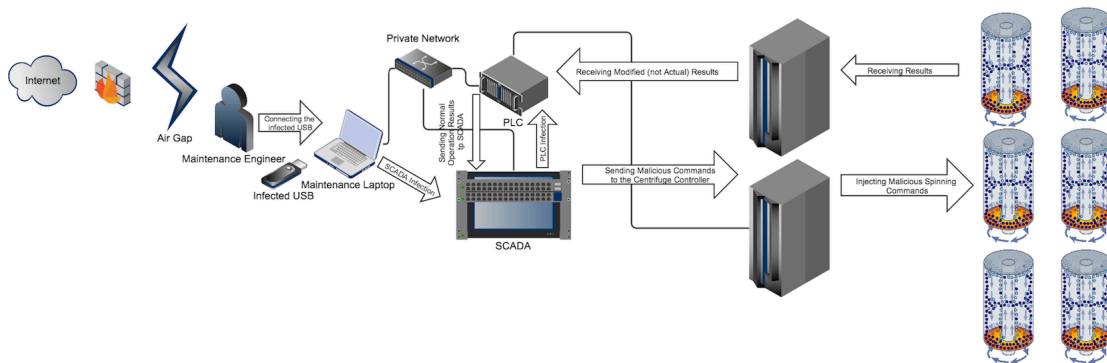 Internet
Air Gap
Maintenance Engineer
Connecting the
infected USB
Infected USB
Maintenance Laptop
Private Network
SCADA Infection
Sending Normal
Operation Results
tp SCADA
PLC
PLC Infection
SCADA
Receiving Modified (not Actual) Results
Sending Malicious Commands
to the Centrifuge Controller
Receiving Results
Injecting Malicious Spinning
Commands